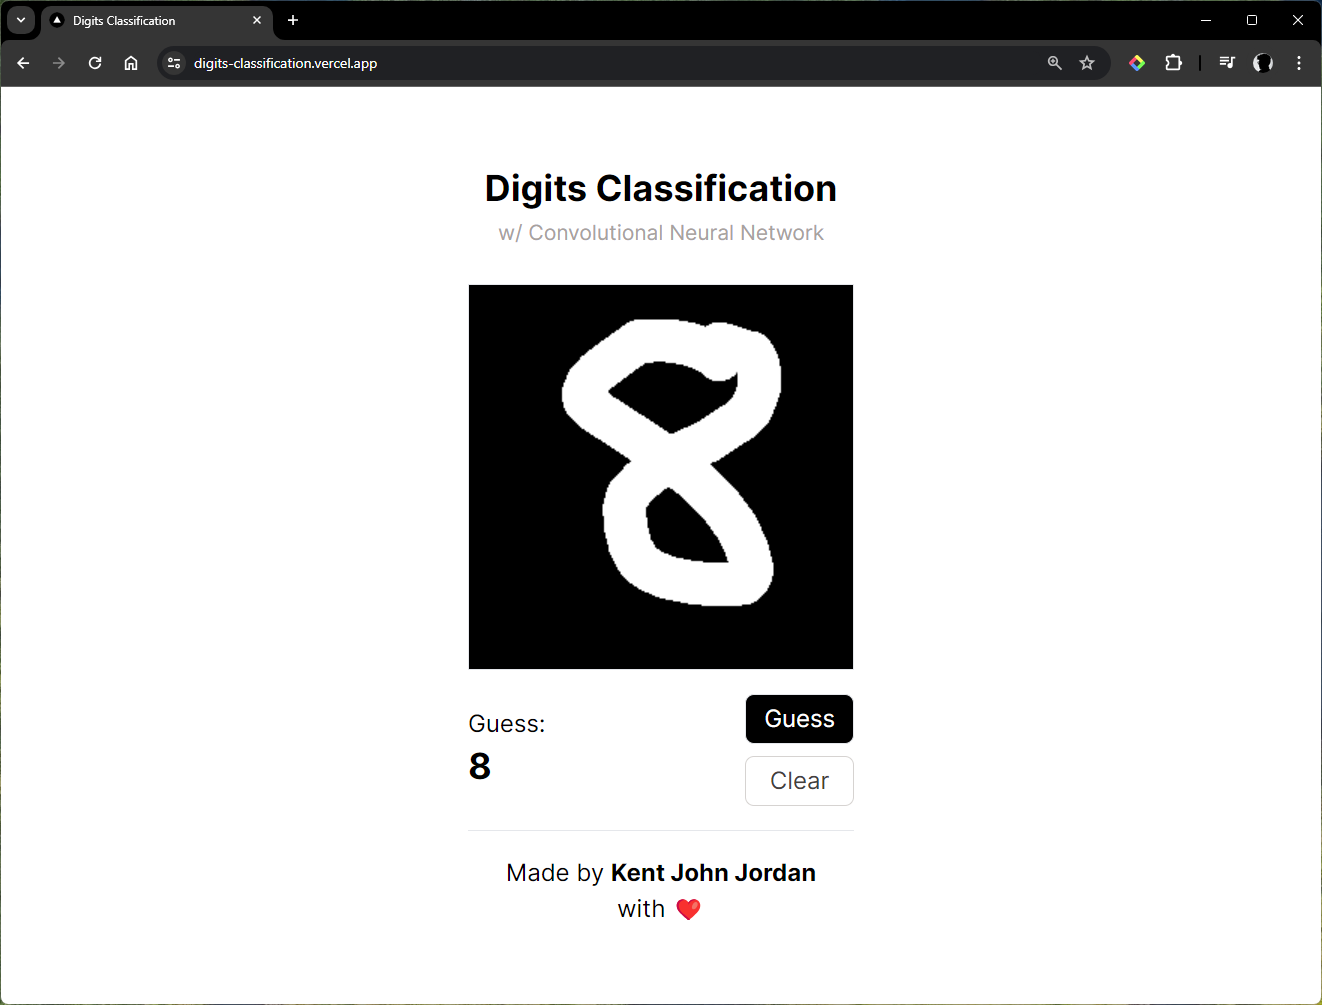 Digits Classification
digits-classification.vercel.app
Digits Classification
w/ Convolutional Neural Network
8
Guess:
8
Guess
Clear
Made by Kent John Jordan
with ❤️